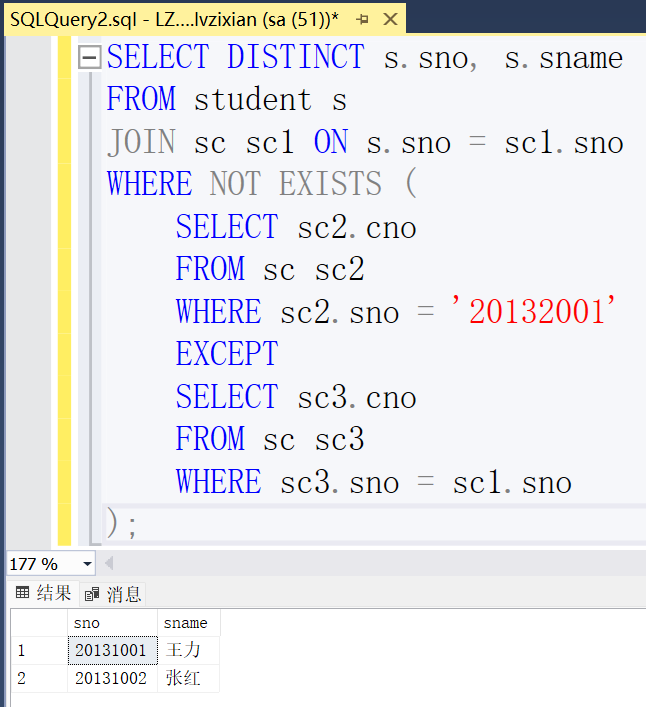 SQLQuery2.sql - LZ....lvzixian (sa (51))*
SELECT DISTINCT s.sno, s.sname
FROM student s
JOIN sc sc1 ON s.sno = sc1.sno
WHERE NOT EXISTS (
SELECT sc2.cno
FROM sc sc2
WHERE sc2.sno = '20132001'
EXCEPT
SELECT sc3.cno
FROM sc sc3
WHERE sc3.sno = sc1.sno
);
177 %
结果 消息
sno sname
1 20131001 王力
2 20131002 张红